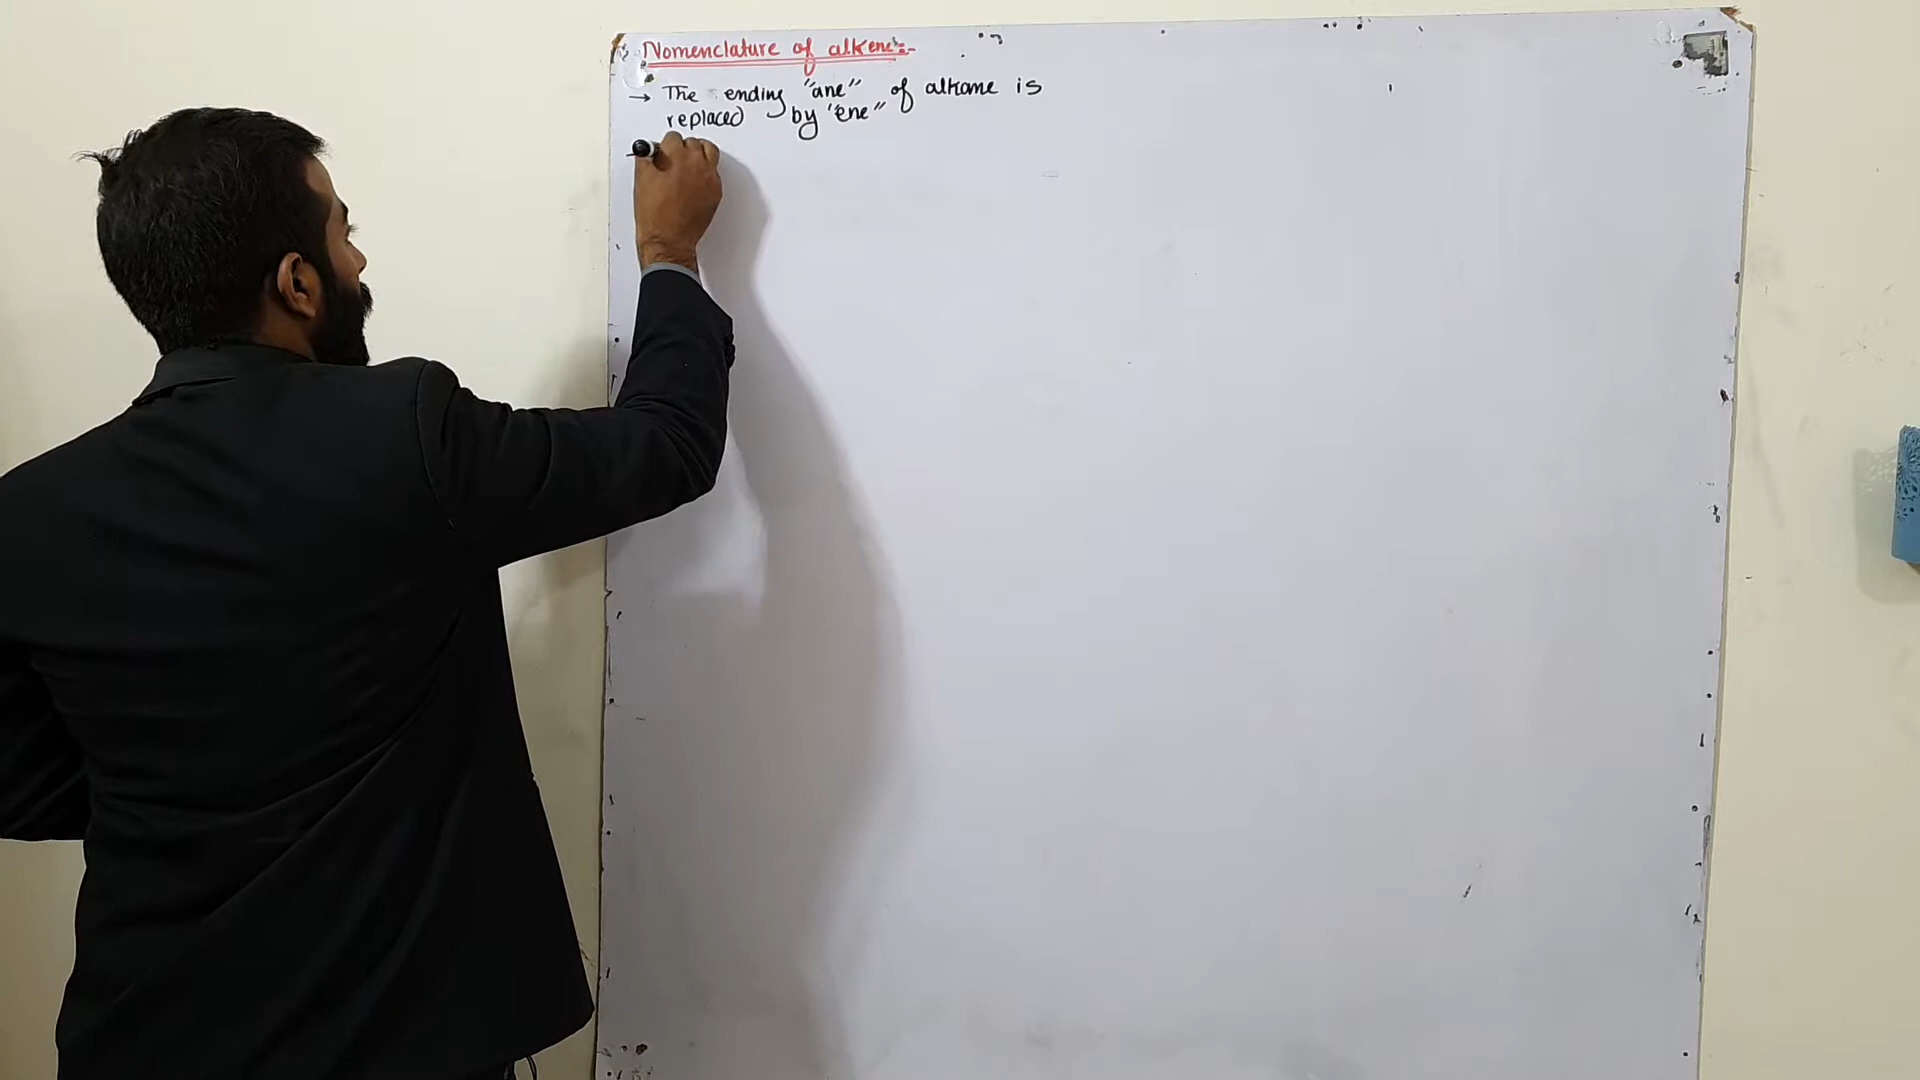 Nomenclature of alkene:-
→ The ending "ane" of alkane is
replaced by "ene"